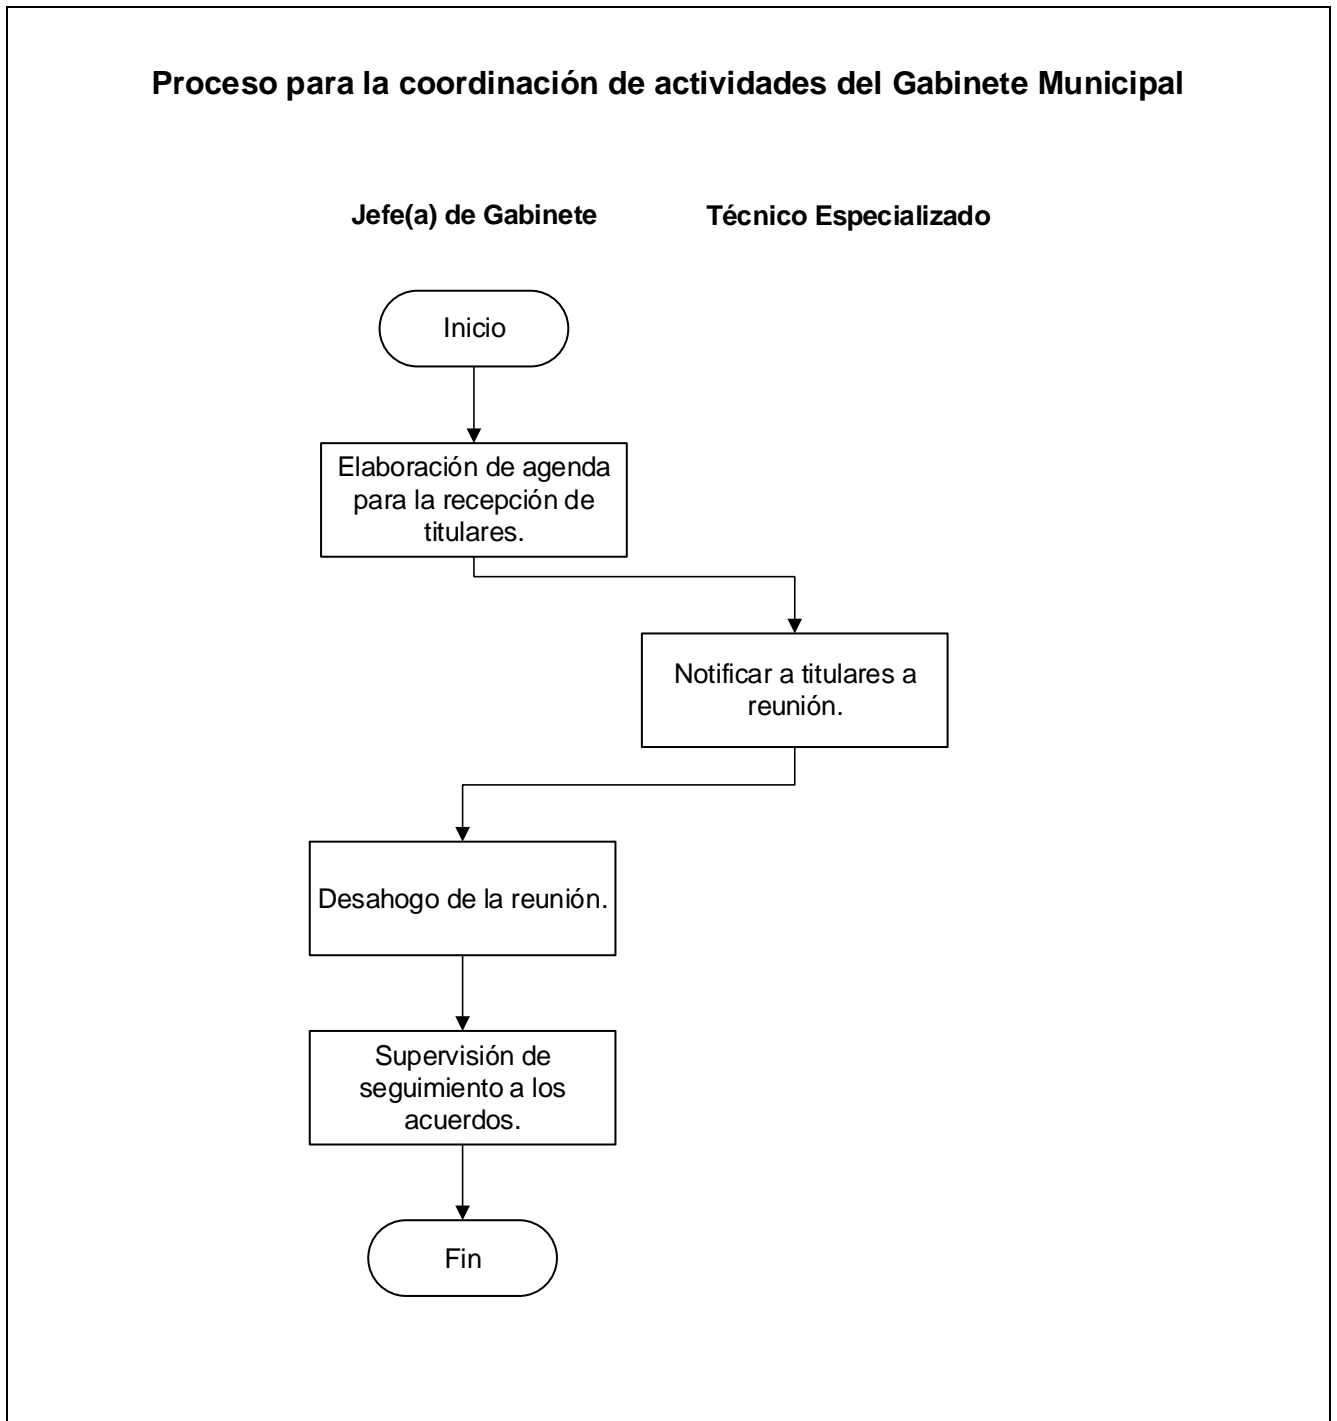 Proceso para la coordinación de actividades del Gabinete Municipal
Jefe(a) de Gabinete
Técnico Especializado
Inicio
Elaboración de agenda
para la recepción de
titulares.
Notificar a titulares a
reunión.
Desahogo de la reunión.
Supervisión de
seguimiento a los
acuerdos.
Fin